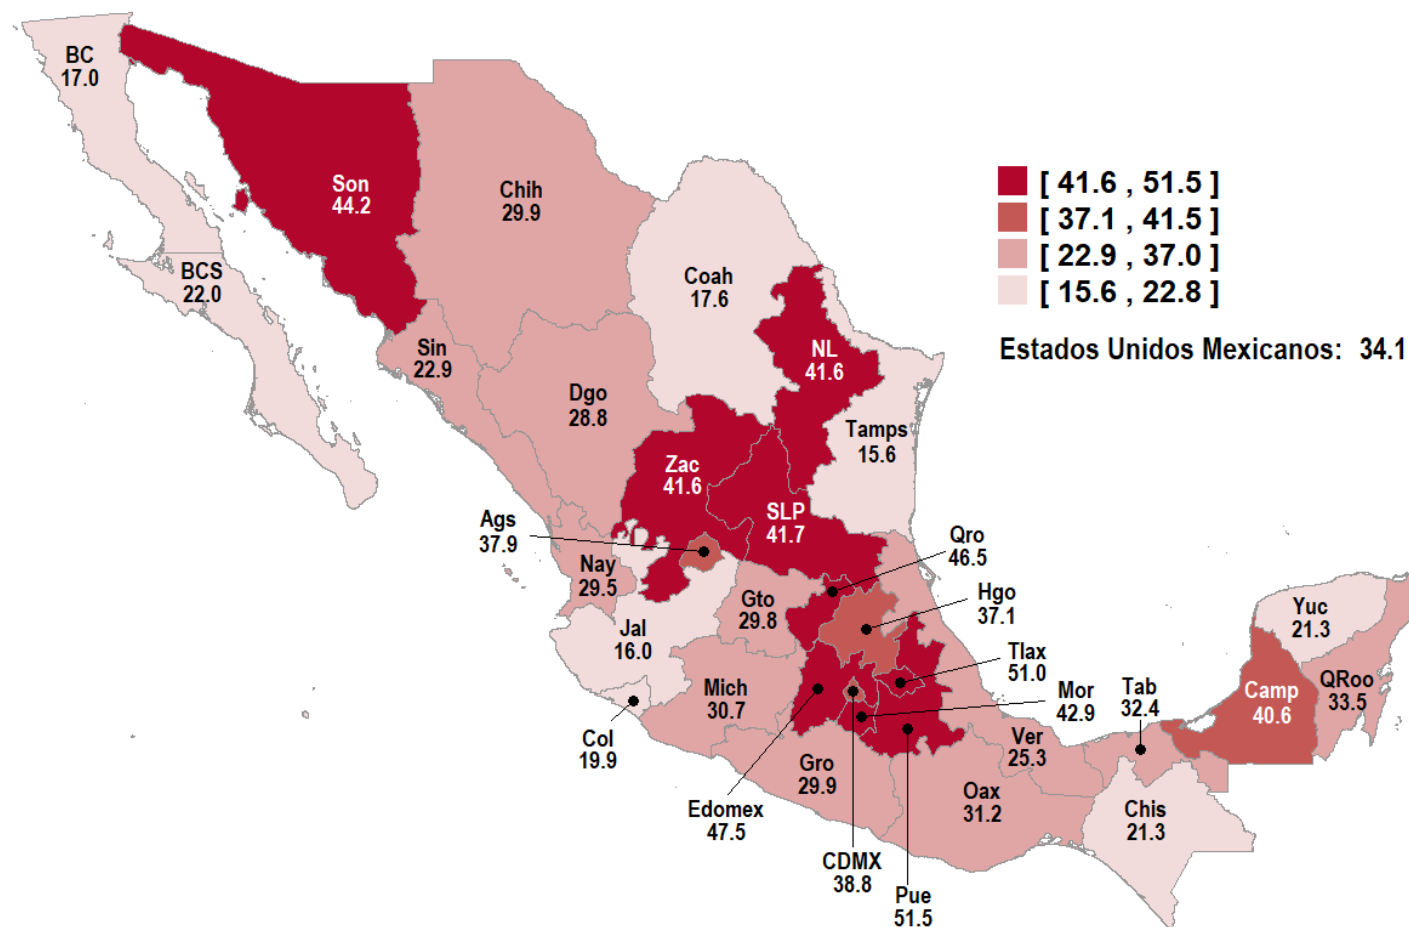 BC
17.0
Son
44.2
Chih
29.9
[ 41.6 , 51.5 ]
[ 37.1 , 41.5 ]
[ 22.9 , 37.0 ]
[ 15.6 , 22.8 ]
Estados Unidos Mexicanos: 34.1
BCS
22.0
Coah
17.6
Sin
22.9
NL
41.6
Dgo
28.8
Tamps
15.6
Zac
41.6
SLP
41.7
Ags
37.9
Qro
46.5
Nay
29.5
Gto
29.8
Hgo
37.1
Yuc
21.3
Jal
16.0
Tlax
51.0
Mich
30.7
Mor
42.9
Tab
32.4
Camp
40.6
QRoo
33.5
Col
19.9
Ver
25.3
Gro
29.9
Oax
31.2
Edomex
47.5
Chis
21.3
CDMX
38.8
Pue
51.5